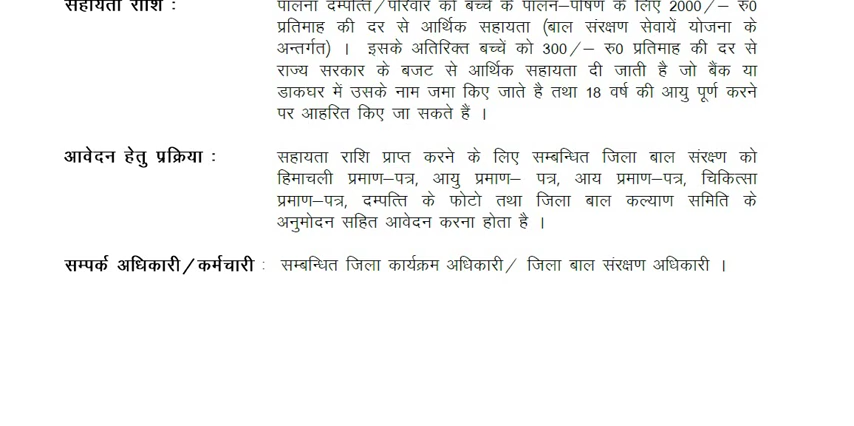 सहायता राशि : पालना दम्पत्ति/परिवार को बच्चे के पालन–पोषण के लिए 2000/– रु0
प्रतिमाह की दर से आर्थिक सहायता (बाल संरक्षण सेवायें योजना के
अन्तर्गत) । इसके अतिरिक्त बच्चें को 300/– रु0 प्रतिमाह की दर से
राज्य सरकार के बजट से आर्थिक सहायता दी जाती है जो बैंक या
डाकघर में उसके नाम जमा किए जाते है तथा 18 वर्ष की आयु पूर्ण करने
पर आहरित किए जा सकते हैं ।
आवेदन हेतु प्रक्रिया : सहायता राशि प्राप्त करने के लिए सम्बन्धित जिला बाल संरक्ष्ण को
हिमाचली प्रमाण–पत्र, आयु प्रमाण– पत्र, आय प्रमाण–पत्र, चिकित्सा
प्रमाण–पत्र, दम्पत्ति के फोटो तथा जिला बाल कल्याण समिति के
अनुमोदन सहित आवेदन करना होता है ।
सम्पर्क अधिकारी/कर्मचारी : सम्बन्धित जिला कार्यक्रम अधिकारी/ जिला बाल संरक्षण अधिकारी ।